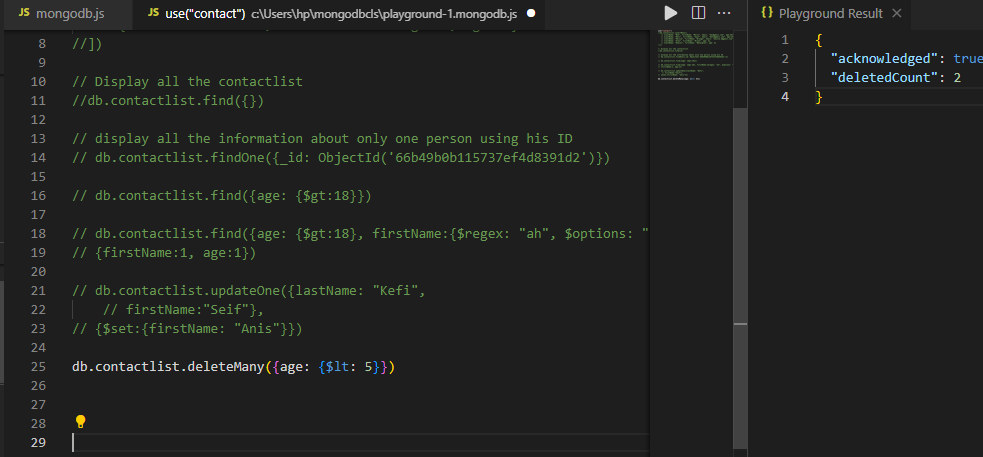 JS mongodb.js
JS use("contact") c:\Users\hp\mongodbcls\playground-1.mongodb.js
{} Playground Result
8 //])
9
10 // Display all the contactlist
11 //db.contactlist.find({})
12
13 // display all the information about only one person using his ID
14 // db.contactlist.findOne({_id: ObjectId('66b49b0b115737ef4d8391d2')})
15
16 // db.contactlist.find({age: {$gt:18}})
17
18 // db.contactlist.find({age: {$gt:18}, firstName:{$regex: "ah", $options: "
19 // {firstName:1, age:1})
20
21 // db.contactlist.updateOne({lastName: "Kefi",
22 // firstName:"Seif"},
23 // {$set:{firstName: "Anis"}})
24
25 db.contactlist.deleteMany({age: {$lt: 5}})
26
27
28
29
1 {
2 "acknowledged": true
3 "deletedCount": 2
4 }